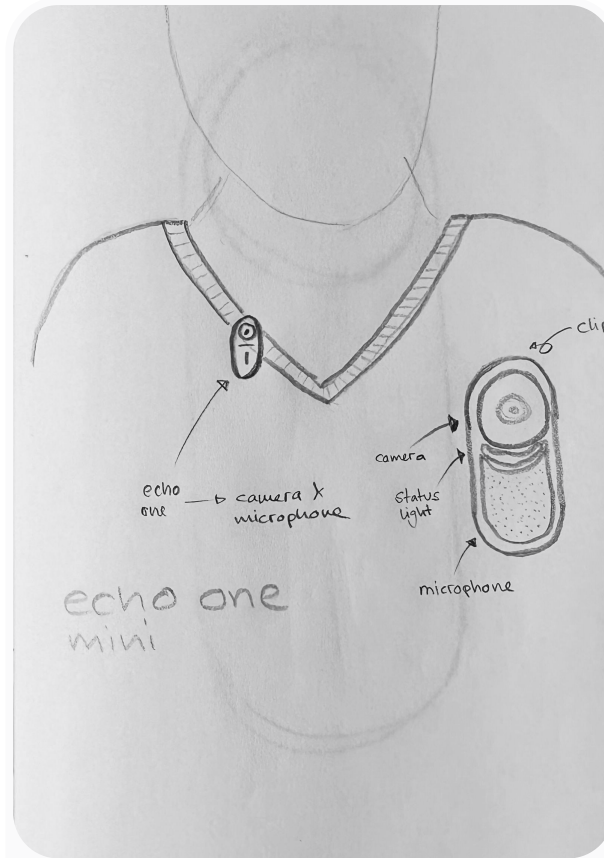 clip
camera
status
light
echo
one
camera &
microphone
microphone
echo one
mini